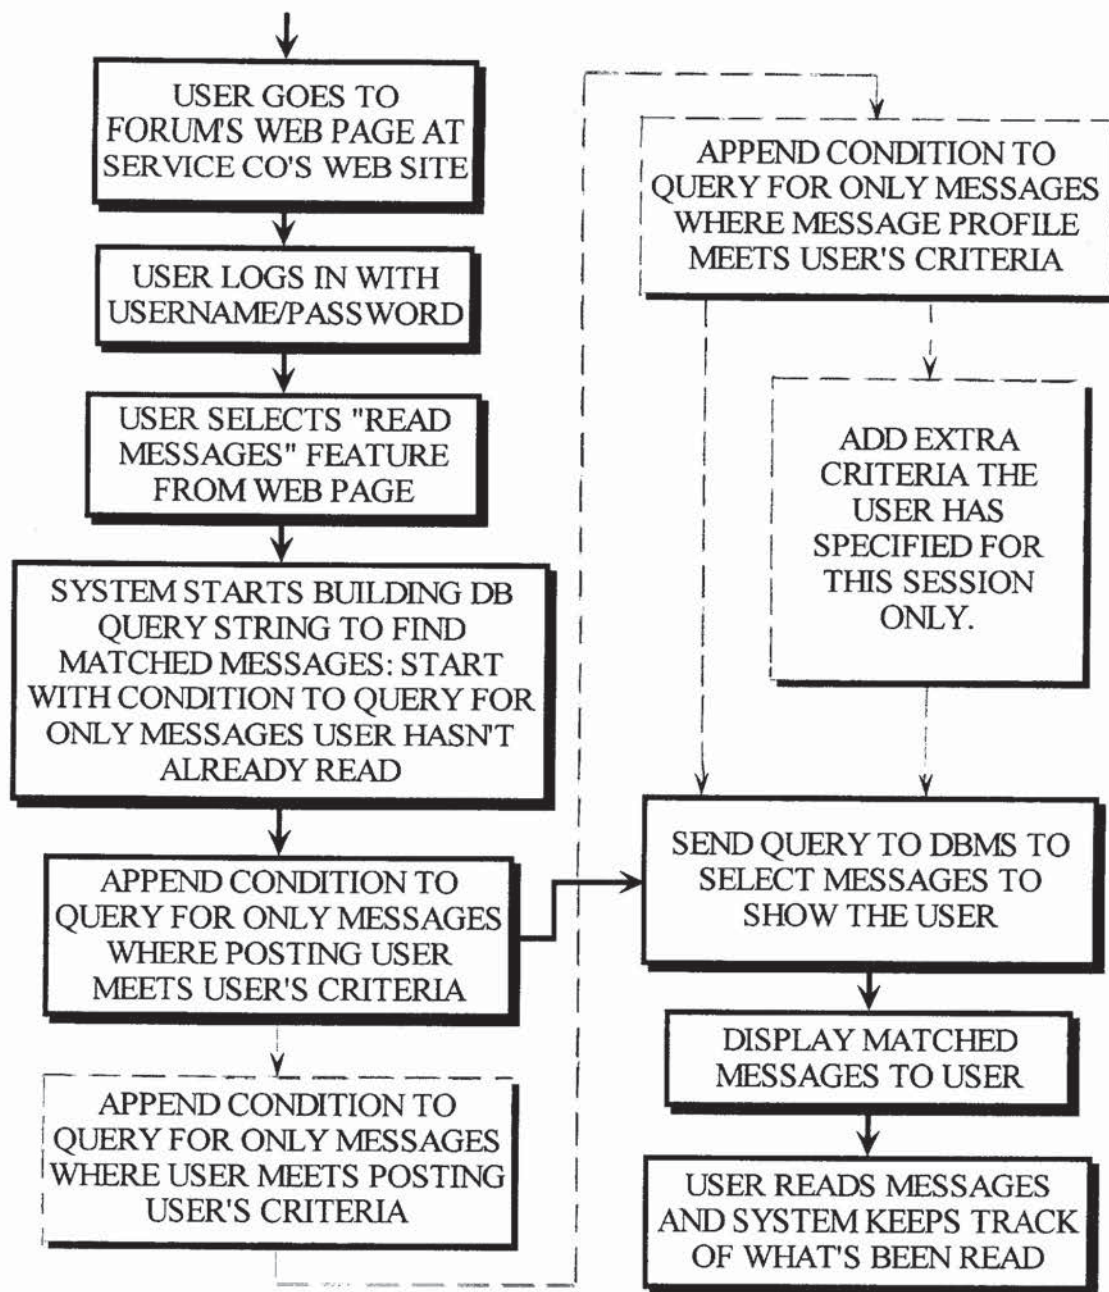 USER GOES TO
FORUM'S WEB PAGE AT
SERVICE CO'S WEB SITE
USER LOGS IN WITH
USERNAME/PASSWORD
USER SELECTS "READ
MESSAGES" FEATURE
FROM WEB PAGE
SYSTEM STARTS BUILDING DB
QUERY STRING TO FIND
MATCHED MESSAGES: START
WITH CONDITION TO QUERY FOR
ONLY MESSAGES USER HASN'T
ALREADY READ
APPEND CONDITION TO
QUERY FOR ONLY MESSAGES
WHERE POSTING USER
MEETS USER'S CRITERIA
APPEND CONDITION TO
QUERY FOR ONLY MESSAGES
WHERE USER MEETS POSTING
USER'S CRITERIA
APPEND CONDITION TO
QUERY FOR ONLY MESSAGES
WHERE MESSAGE PROFILE
MEETS USER'S CRITERIA
ADD EXTRA
CRITERIA THE
USER HAS
SPECIFIED FOR
THIS SESSION
ONLY.
SEND QUERY TO DBMS TO
SELECT MESSAGES TO
SHOW THE USER
DISPLAY MATCHED
MESSAGES TO USER
USER READS MESSAGES
AND SYSTEM KEEPS TRACK
OF WHAT'S BEEN READ